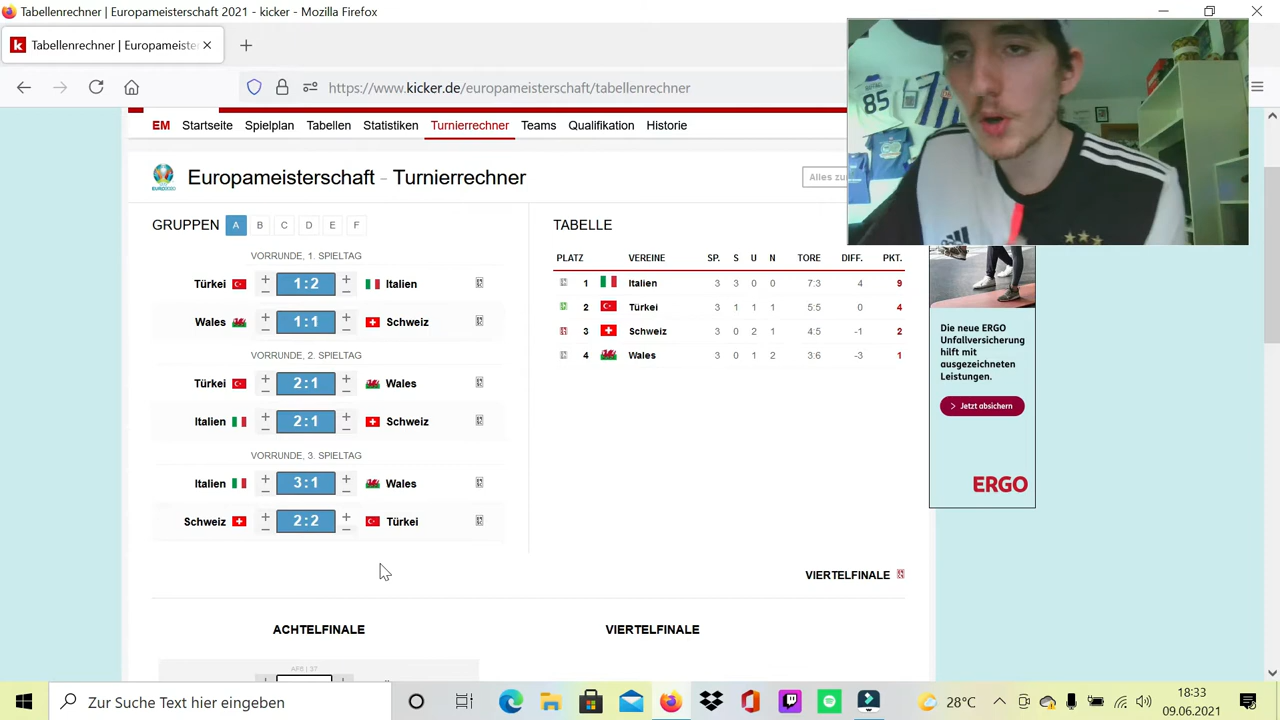 Tabellenrechner | Europameisterschaft 2021 - kicker - Mozilla Firefox
Tabellenrechner | Europameister
https://www.kicker.de/europameisterschaft/tabellenrechner
EM Startseite Spielplan Tabellen Statistiken Turnierrechner Teams Qualifikation Historie
Europameisterschaft - Turnierrechner
Alles zu
GRUPPEN A B C D E F
VORRUNDE, 1. SPIELTAG
Türkei 1:2 Italien
Wales 1:1 Schweiz
VORRUNDE, 2. SPIELTAG
Türkei 2:1 Wales
Italien 2:1 Schweiz
VORRUNDE, 3. SPIELTAG
Italien 3:1 Wales
Schweiz 2:2 Türkei
TABELLE
PLATZ VEREINE SP. S U N TORE DIFF. PKT.
1 Italien 3 3 0 0 7:3 4 9
2 Türkei 3 1 1 1 5:5 0 4
3 Schweiz 3 0 2 1 4:5 -1 2
4 Wales 3 0 1 2 3:6 -3 1
85
Die neue ERGO
Unfallversicherung
hilft mit
ausgezeichneten
Leistungen.
Jetzt absichern
ERGO
VIERTELFINALE
ACHTELFINALE
VIERTELFINALE
Zur Suche Text hier eingeben
28°C
18:33
09.06.2021